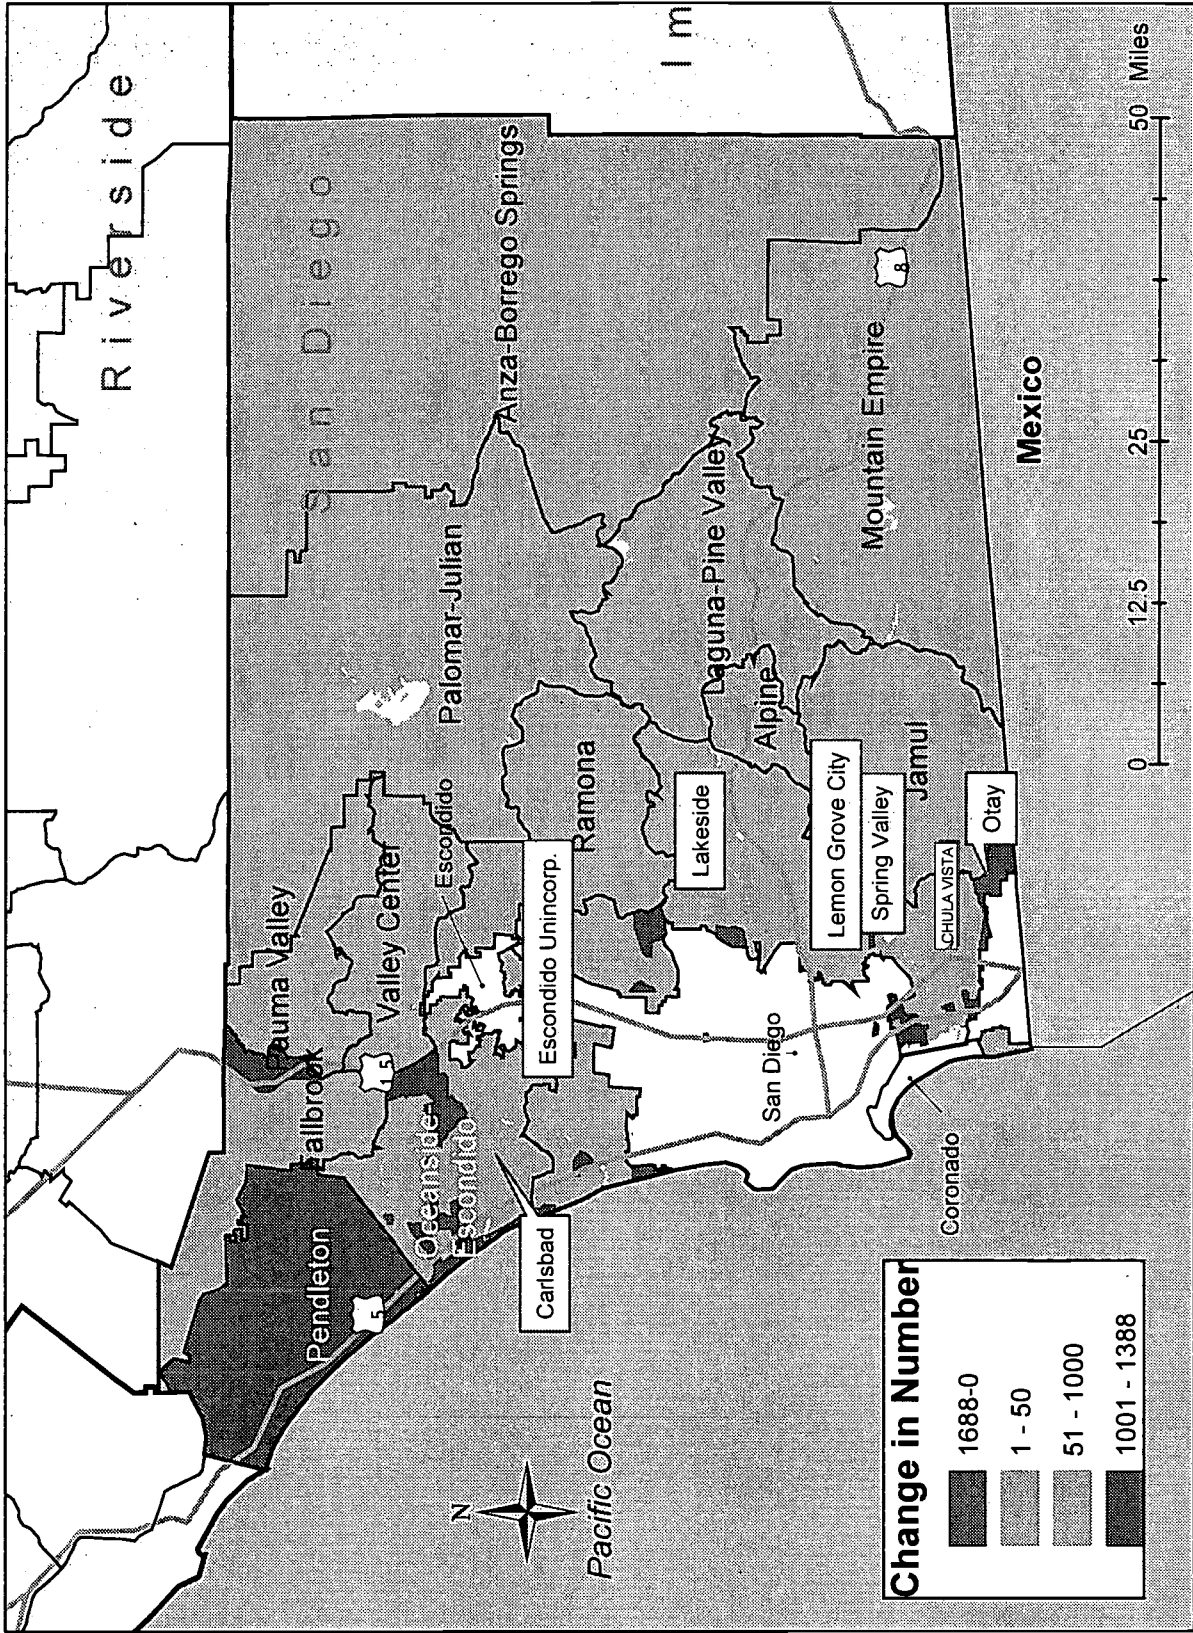 Riverside
San Diego
Im
Anza-Borrego Springs
Palomar-Julian
Pauma Valley
Valley Center
Escondido
Fallbrook
15
Pendleton
5
Oceanside-
Escondido
Carlsbad
Escondido Unincorp.
Ramona
Lakeside
Laguna-Pine Valley
Alpine
Mountain Empire
8
Lemon Grove City
Spring Valley
Jamul
CHULA VISTA
Otay
San Diego
Coronado
Mexico
Pacific Ocean
N
0 12.5 25 50 Miles
Change in Number
1688-0
1 - 50
51 - 1000
1001 - 1388